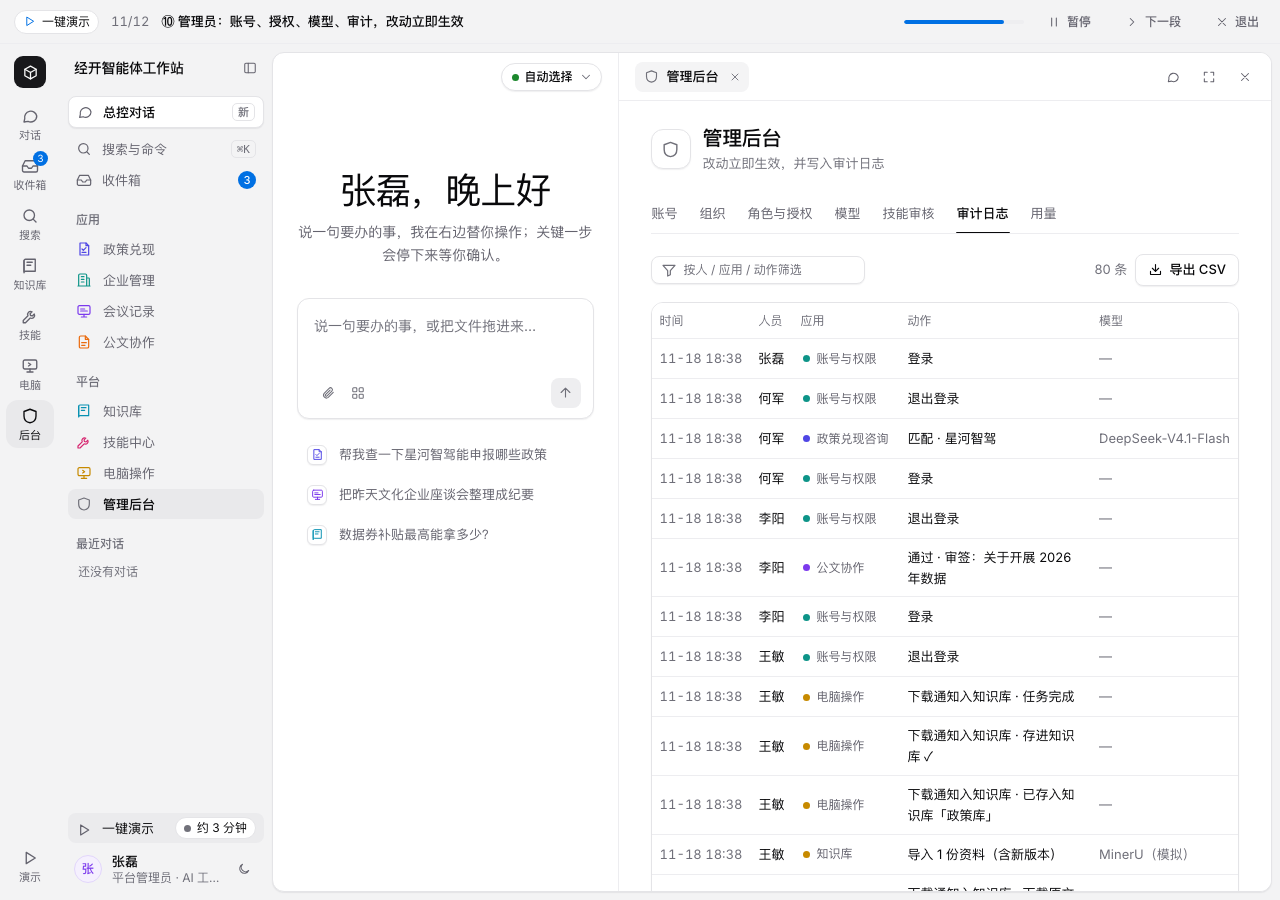 一键演示 11/12 ⑩ 管理员：账号、授权、模型、审计，改动立即生效 暂停 下一段 退出
对话
收件箱
3
搜索
知识库
技能
电脑
后台
演示
经开智能体工作站
总控对话 新
搜索与命令 ⌘K
收件箱 3
应用
政策兑现
企业管理
会议记录
公文协作
平台
知识库
技能中心
电脑操作
管理后台
最近对话
还没有对话
一键演示 约 3 分钟
张 张磊
平台管理员 · AI 工...
自动选择
张磊，晚上好
说一句要办的事，我在右边替你操作；关键一步
会停下来等你确认。
说一句要办的事，或把文件拖进来...
帮我查一下星河智驾能申报哪些政策
把昨天文化企业座谈会整理成纪要
数据券补贴最高能拿多少?
管理后台
管理后台
改动立即生效，并写入审计日志
账号 组织 角色与授权 模型 技能审核 审计日志 用量
按人 / 应用 / 动作筛选 80 条 导出 CSV
时间 人员 应用 动作 模型
11-18 18:38 张磊 账号与权限 登录 —
11-18 18:38 何军 账号与权限 退出登录 —
11-18 18:38 何军 政策兑现咨询 匹配 · 星河智驾 DeepSeek-V4.1-Flash
11-18 18:38 何军 账号与权限 登录 —
11-18 18:38 李阳 账号与权限 退出登录 —
11-18 18:38 李阳 公文协作 通过 · 审签：关于开展 2026
年数据 —
11-18 18:38 李阳 账号与权限 登录 —
11-18 18:38 王敏 账号与权限 退出登录 —
11-18 18:38 王敏 电脑操作 下载通知入知识库 · 任务完成 —
11-18 18:38 王敏 电脑操作 下载通知入知识库 · 存进知识
库 ✓ —
11-18 18:38 王敏 电脑操作 下载通知入知识库 · 已存入知
识库「政策库」 —
11-18 18:38 王敏 知识库 导入 1 份资料（含新版本） MinerU（模拟）